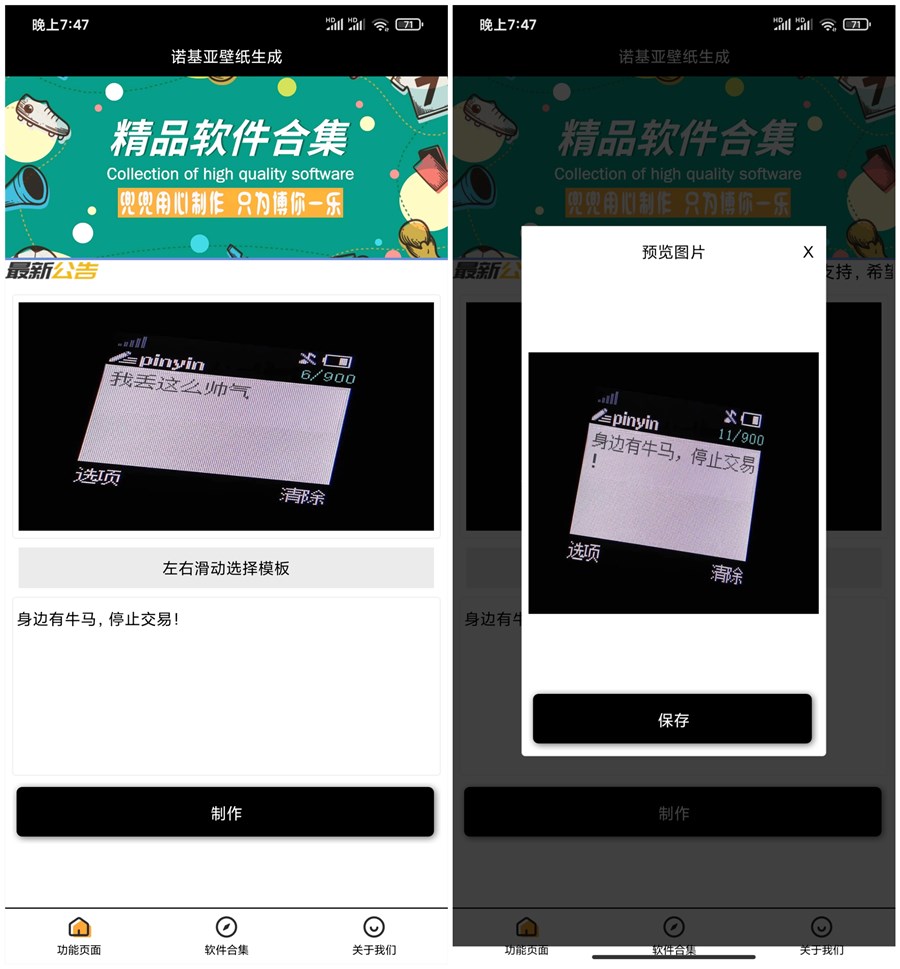 晚上7:47
HD HD 71
诺基亚壁纸生成
精品软件合集
Collection of high quality software
兜兜用心制作 只为博你一乐
最新公告
pinyin
6/900
我丢这么帅气
选项
清除
左右滑动选择模板
身边有牛马,停止交易!
制作
功能页面 软件合集 关于我们
晚上7:47
HD HD 71
诺基亚壁纸生成
精品软件合集
Collection of high quality software
兜兜用心制作 只为博你一乐
最新公
支持,希望
预览图片 X
pinyin
11/900
身边有牛马,停止交易
!
选项
清除
身边有牛
保存
制作
功能页面 软件合集 关于我们